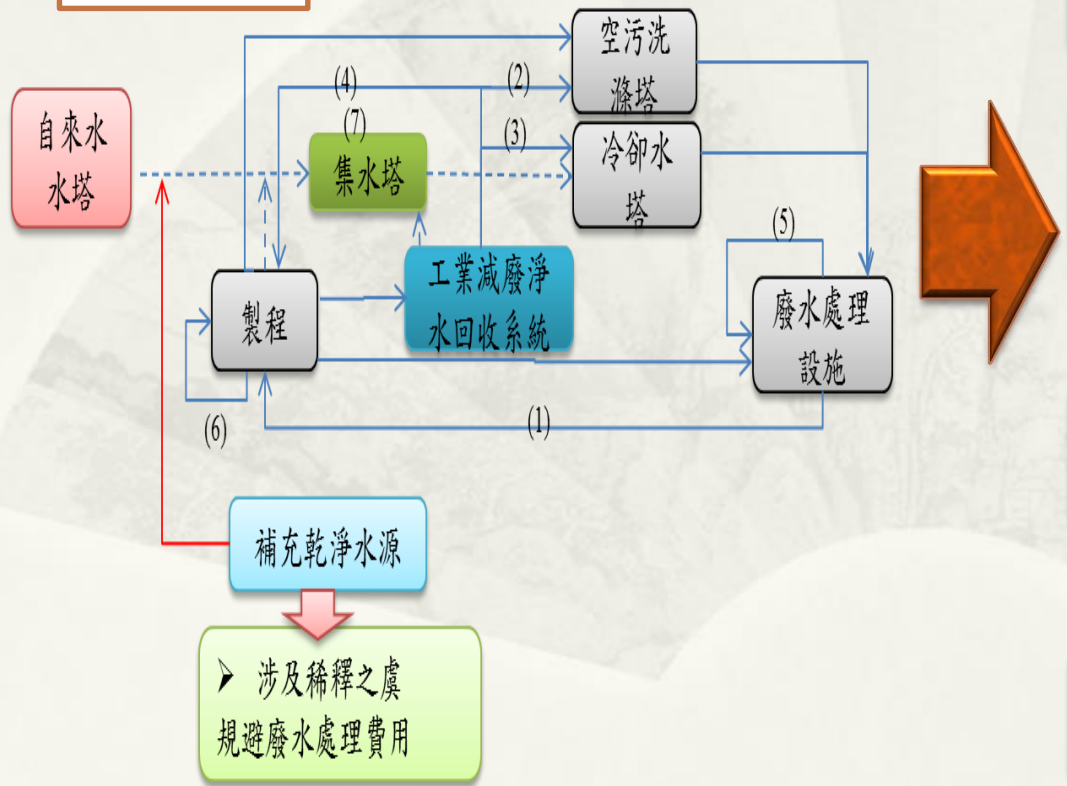 空污洗
滌塔
(4)
(2)
自來水
水塔
(7)
集水塔
(3)
冷卻水
塔
(5)
工業減廢淨
水回收系統
製程
廢水處理
設施
(6)
(1)
補充乾淨水源
➢ 涉及稀釋之虞
規避廢水處理費用